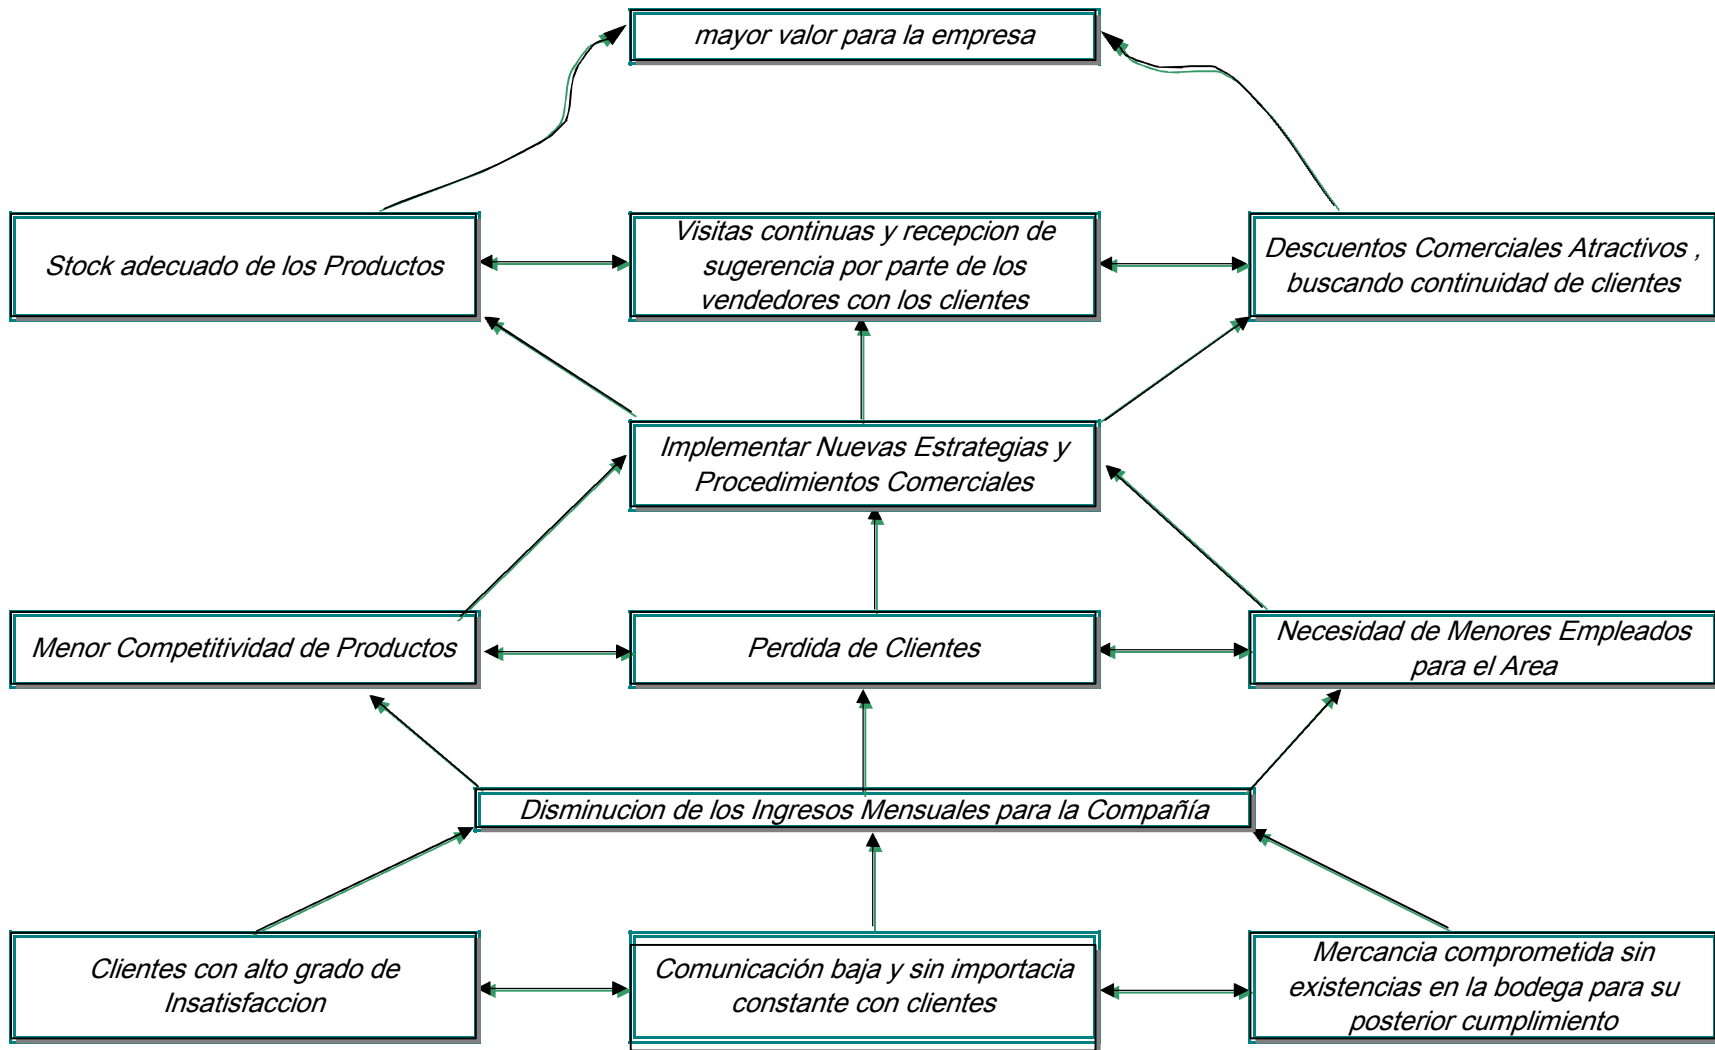 mayor valor para la empresa
Stock adecuado de los Productos
Visitas continuas y recepcion de
sugerencia por parte de los
vendedores con los clientes
Descuentos Comerciales Atractivos ,
buscando continuidad de clientes
Implementar Nuevas Estrategias y
Procedimientos Comerciales
Menor Competitividad de Productos
Perdida de Clientes
Necesidad de Menores Empleados
para el Area
Disminucion de los Ingresos Mensuales para la Compañía
Clientes con alto grado de
Insatisfaccion
Comunicación baja y sin importacia
constante con clientes
Mercancia comprometida sin
existencias en la bodega para su
posterior cumplimiento